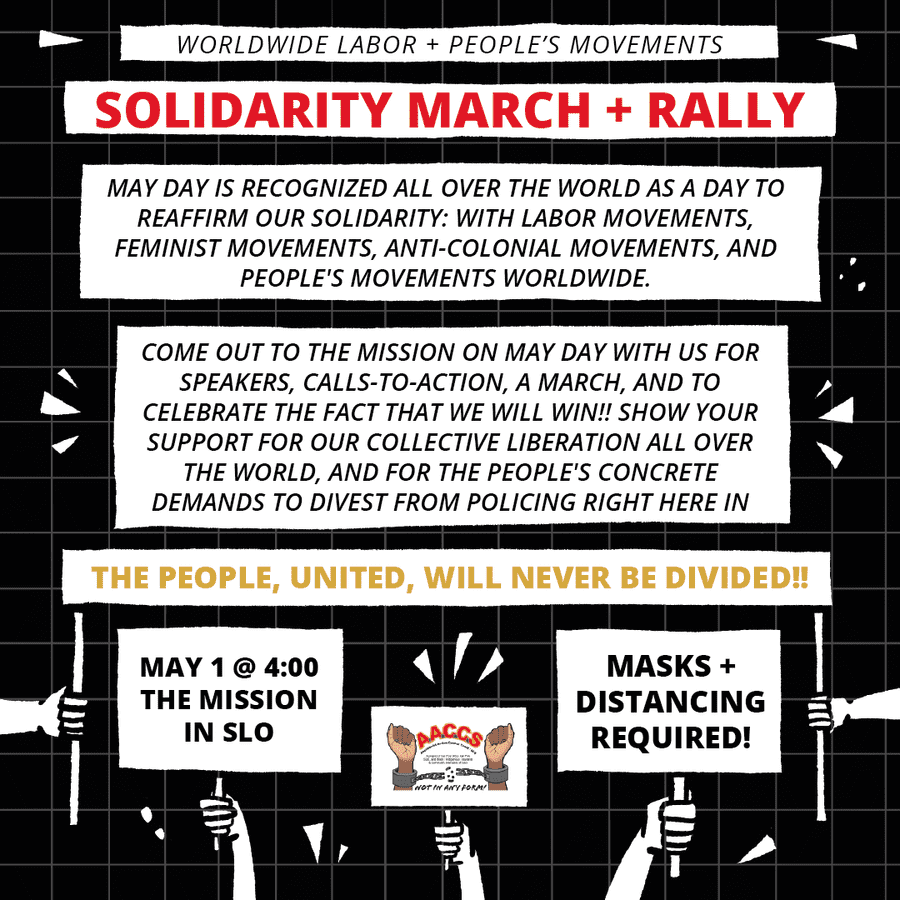 WORLDWIDE LABOR + PEOPLE’S MOVEMENTS
SOLIDARITY MARCH + RALLY
MAY DAY IS RECOGNIZED ALL OVER THE WORLD AS A DAY TO
REAFFIRM OUR SOLIDARITY: WITH LABOR MOVEMENTS,
FEMINIST MOVEMENTS, ANTI-COLONIAL MOVEMENTS, AND
PEOPLE'S MOVEMENTS WORLDWIDE.
COME OUT TO THE MISSION ON MAY DAY WITH US FOR
SPEAKERS, CALLS-TO-ACTION, A MARCH, AND TO
CELEBRATE THE FACT THAT WE WILL WIN!! SHOW YOUR
SUPPORT FOR OUR COLLECTIVE LIBERATION ALL OVER
THE WORLD, AND FOR THE PEOPLE'S CONCRETE
DEMANDS TO DIVEST FROM POLICING RIGHT HERE IN
THE PEOPLE, UNITED, WILL NEVER BE DIVIDED!!
MAY 1 @ 4:00
THE MISSION
IN SLO
AACCS
NOT IN ANY FORM!
MASKS +
DISTANCING
REQUIRED!